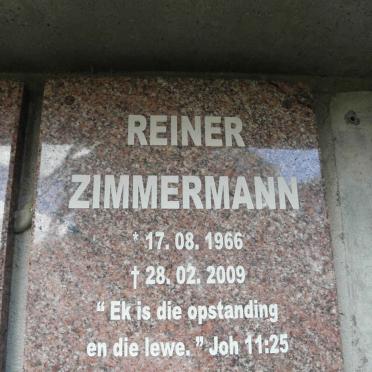 REINER
ZIMMERMANN
* 17. 08. 1966
† 28. 02. 2009
“ Ek is die opstanding
en die lewe. ” Joh 11:25